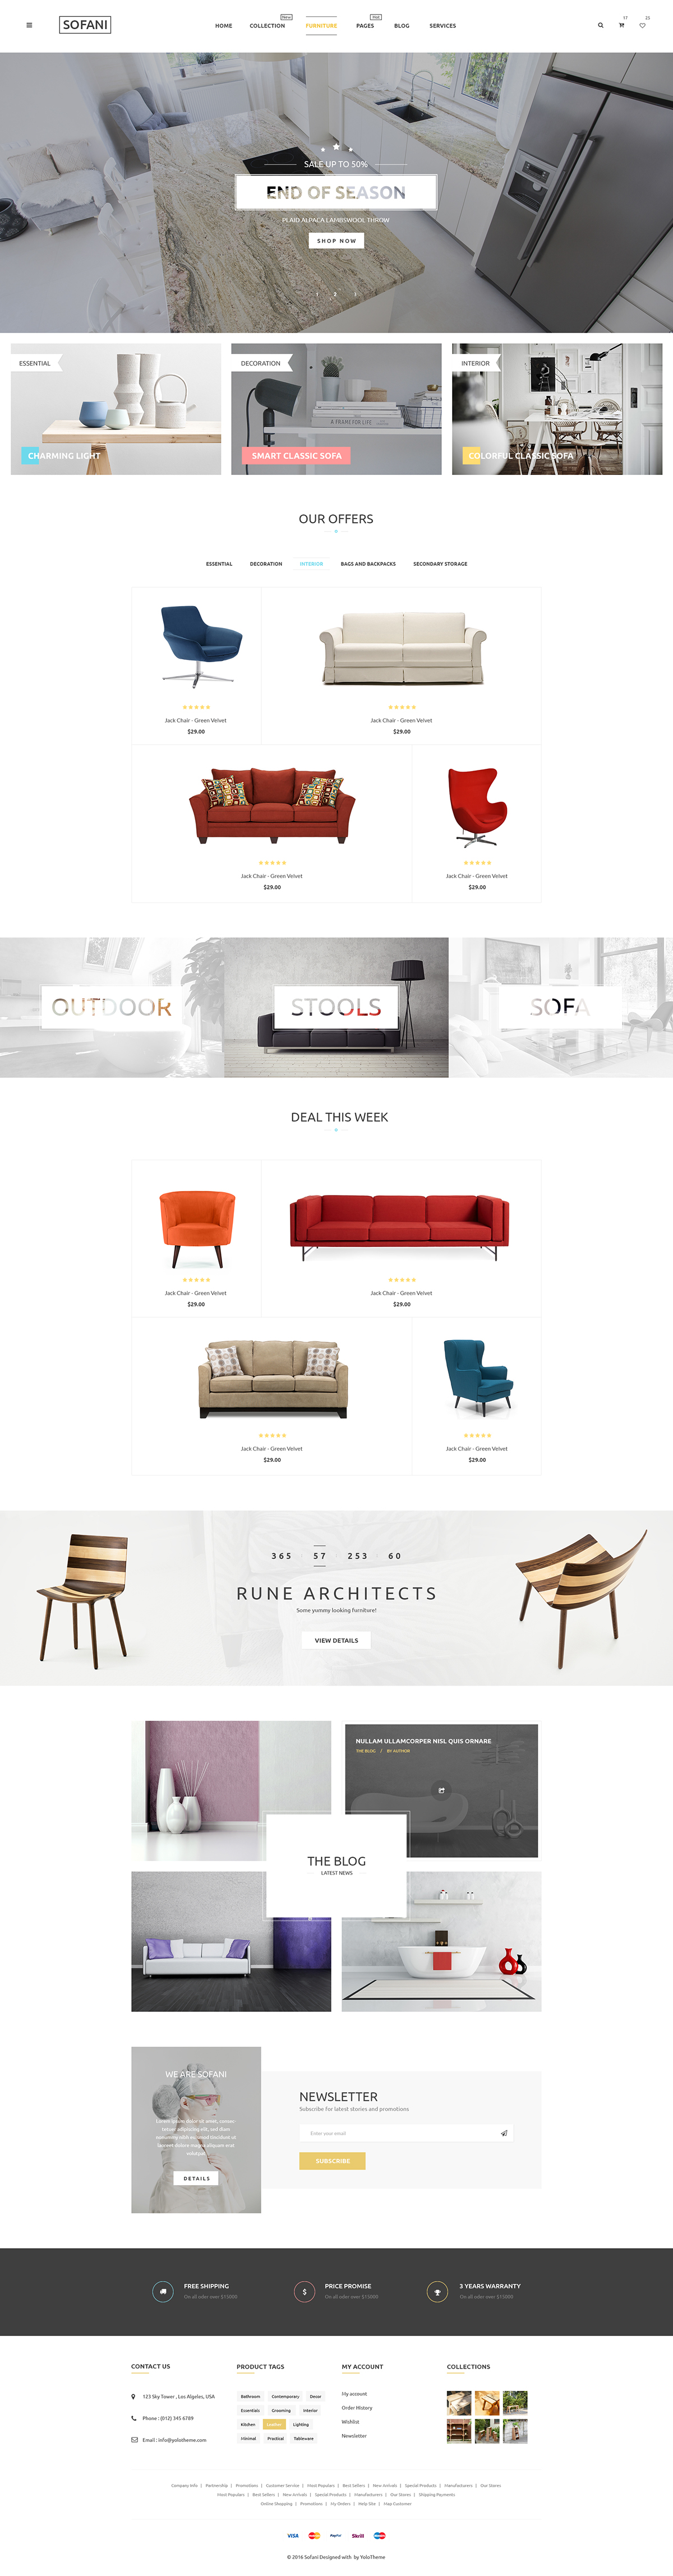 SOFANI
HOME COLLECTION New FURNITURE PAGES Hot BLOG SERVICES
17 23
SALE UP TO 50%
END OF SEASON
PLAID ALPACA LAMBSWOOL THROW
SHOP NOW
1 2 3
ESSENTIAL
CHARMING LIGHT
DECORATION
A FRAME FOR LIFE
SMART CLASSIC SOFA
INTERIOR
COLORFUL CLASSIC SOFA
OUR OFFERS
ESSENTIAL DECORATION INTERIOR BAGS AND BACKPACKS SECONDARY STORAGE
Jack Chair - Green Velvet
$29.00
Jack Chair - Green Velvet
$29.00
Jack Chair - Green Velvet
$29.00
Jack Chair - Green Velvet
$29.00
OUTDOOR
STOOLS
SOFA
DEAL THIS WEEK
Jack Chair - Green Velvet
$29.00
Jack Chair - Green Velvet
$29.00
Jack Chair - Green Velvet
$29.00
Jack Chair - Green Velvet
$29.00
365 57 253 60
RUNE ARCHITECTS
Some yummy looking furniture!
VIEW DETAILS
NULLAM ULLAMCORPER NISL QUIS ORNARE
THE BLOG / BY AUTHOR
THE BLOG
LATEST NEWS
WE ARE SOFANI
Lorem ipsum dolor sit amet, consec-
tetuer adipiscing elit, sed diam
nonummy nibh euismod tincidunt ut
laoreet dolore magna aliquam erat
volutpat
DETAILS
NEWSLETTER
Subscribe for latest stories and promotions
Enter your email
SUBSCRIBE
FREE SHIPPING
On all oder over $15000
PRICE PROMISE
On all oder over $15000
3 YEARS WARRANTY
On all oder over $15000
CONTACT US
123 Sky Tower , Los Algeles, USA
Phone : (012) 345 6789
Email : info@yolotheme.com
PRODUCT TAGS
Bathroom Contemporary Decor
Essentials Grooming Interior
Kitchen Leather Lighting
Minimal Practical Tableware
MY ACCOUNT
My account
Order History
Wishlist
Newsletter
COLLECTIONS
Company Info | Partnership | Promotions | Customer Service | Most Populars | Best Sellers | New Arrivals | Special Products | Manufacturers | Our Stores
Most Populars | Best Sellers | New Arrivals | Special Products | Manufacturers | Our Stores | Shipping Payments
Online Shopping | Promotions | My Orders | Help Site | Map Customer
VISA PayPal Skrill
© 2016 Sofani Designed with by YoloTheme